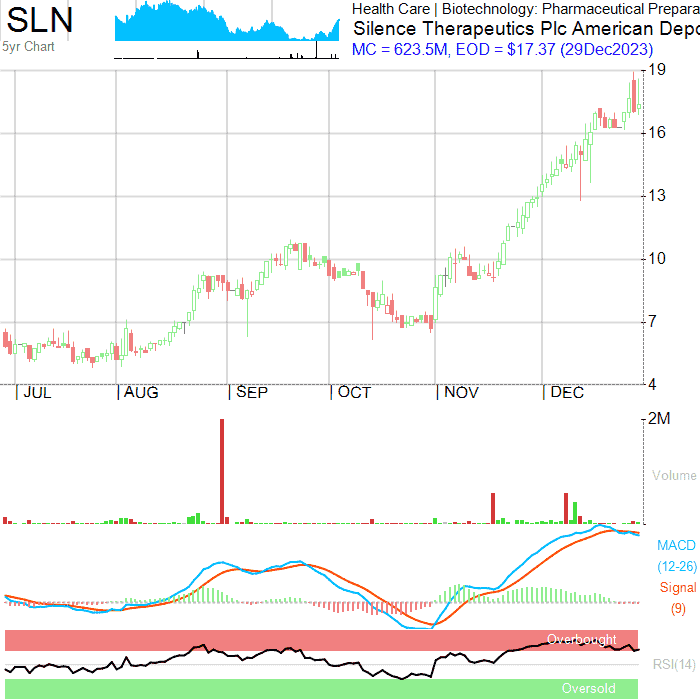 SLN
5yr Chart
Health Care | Biotechnology: Pharmaceutical Prepara
Silence Therapeutics Plc American Depo
MC = 623.5M, EOD = $17.37 (29Dec2023)
19
16
13
10
7
4
JUL
AUG
SEP
OCT
NOV
DEC
2M
Volume
MACD
(12-26)
Signal
(9)
Overbought
RSI(14)
Oversold